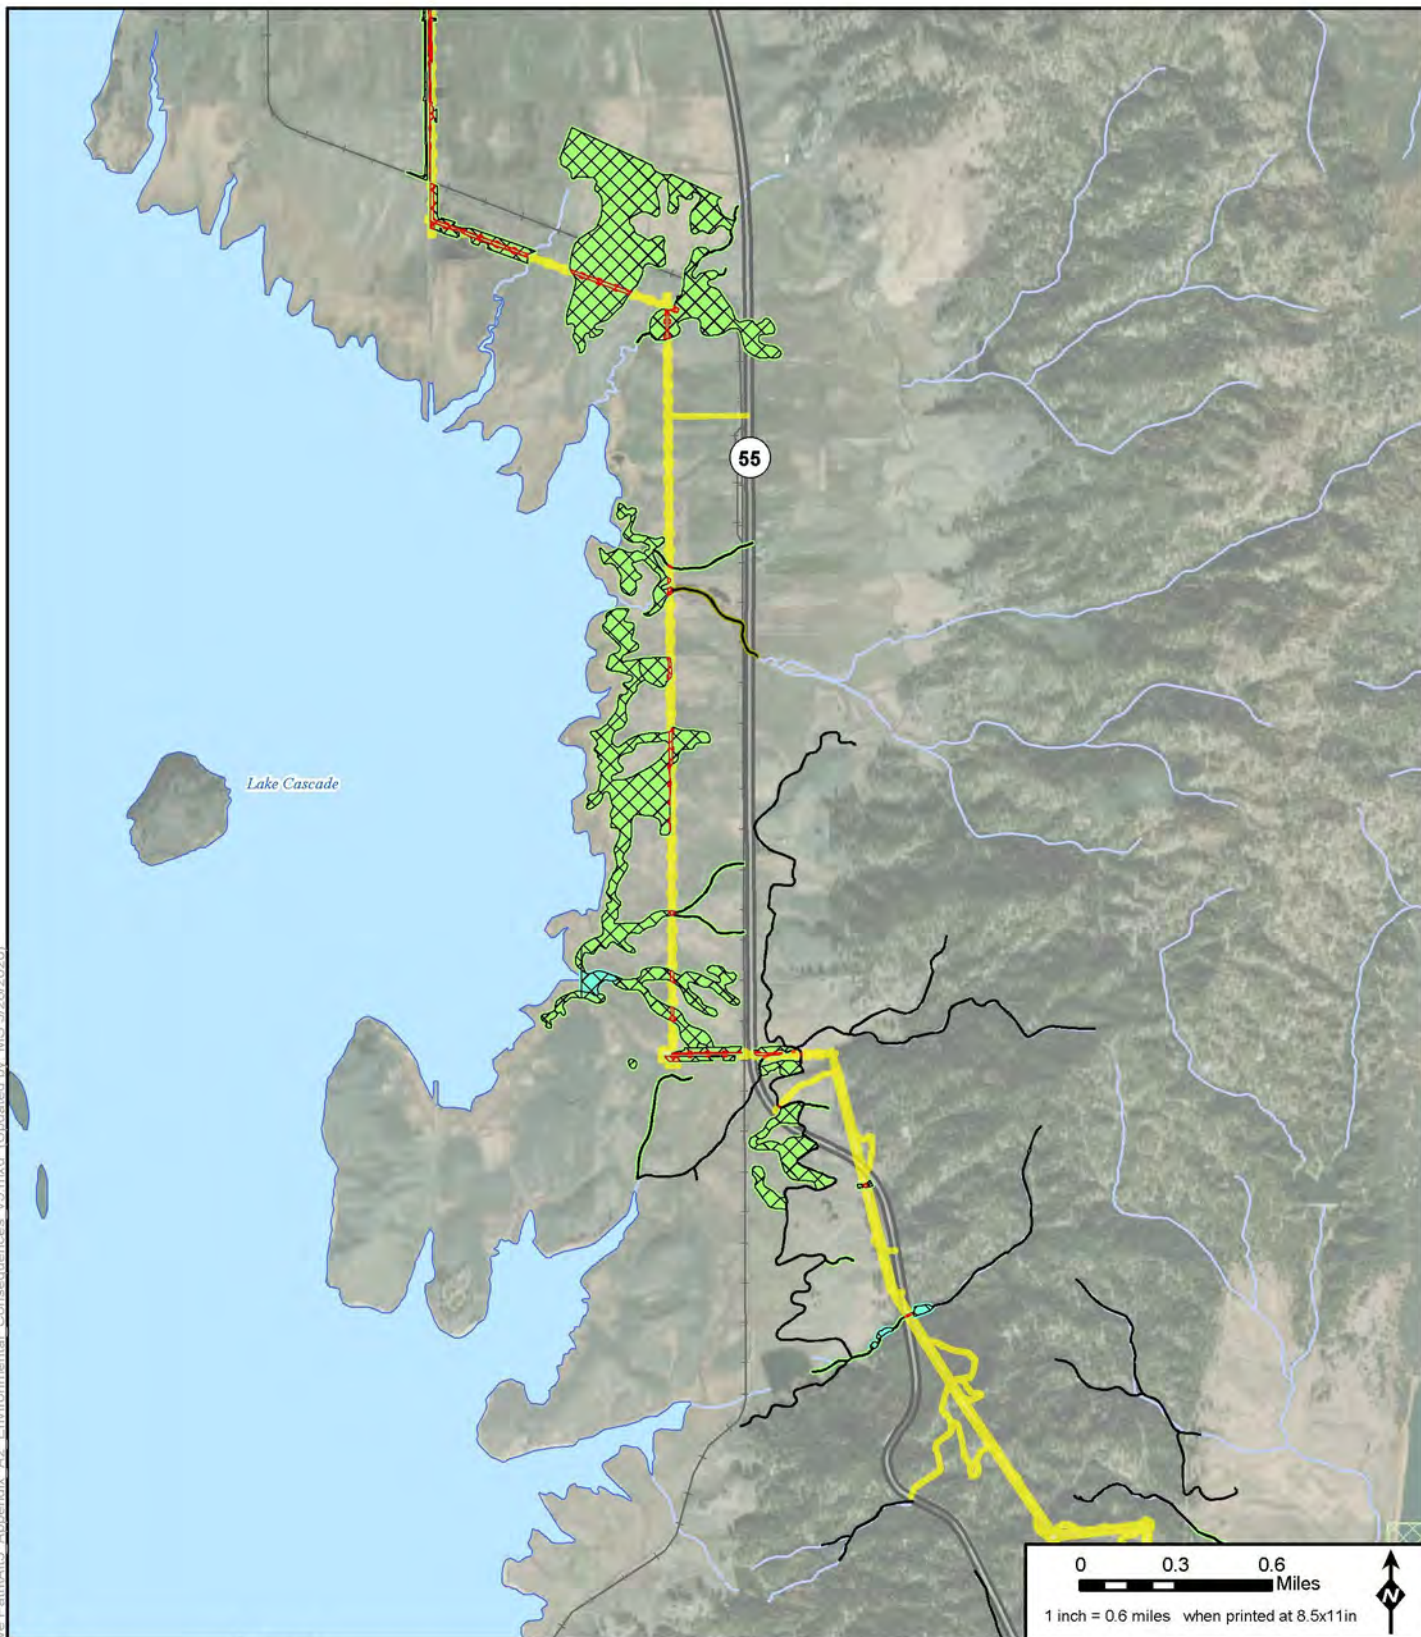 55
Lake Cascade
0 0.3 0.6
Miles
1 inch = 0.6 miles when printed at 8.5x11in
N